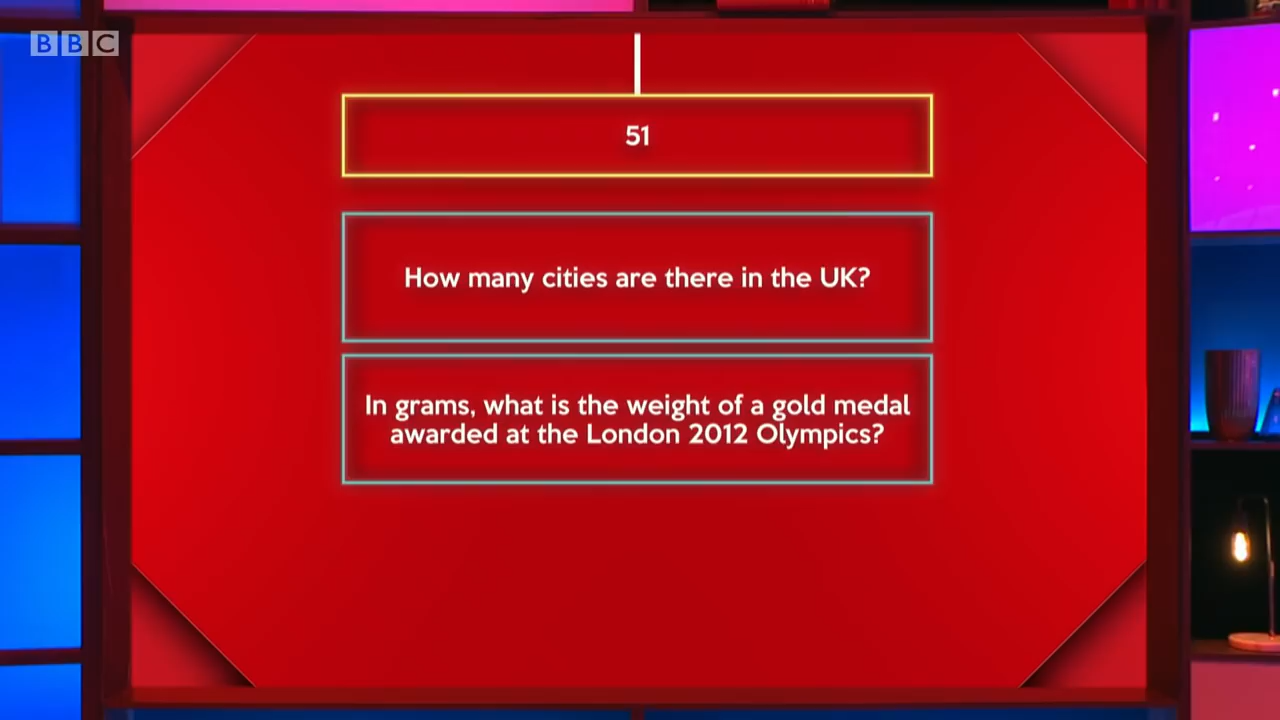 BBC
51
How many cities are there in the UK?
In grams, what is the weight of a gold medal
awarded at the London 2012 Olympics?